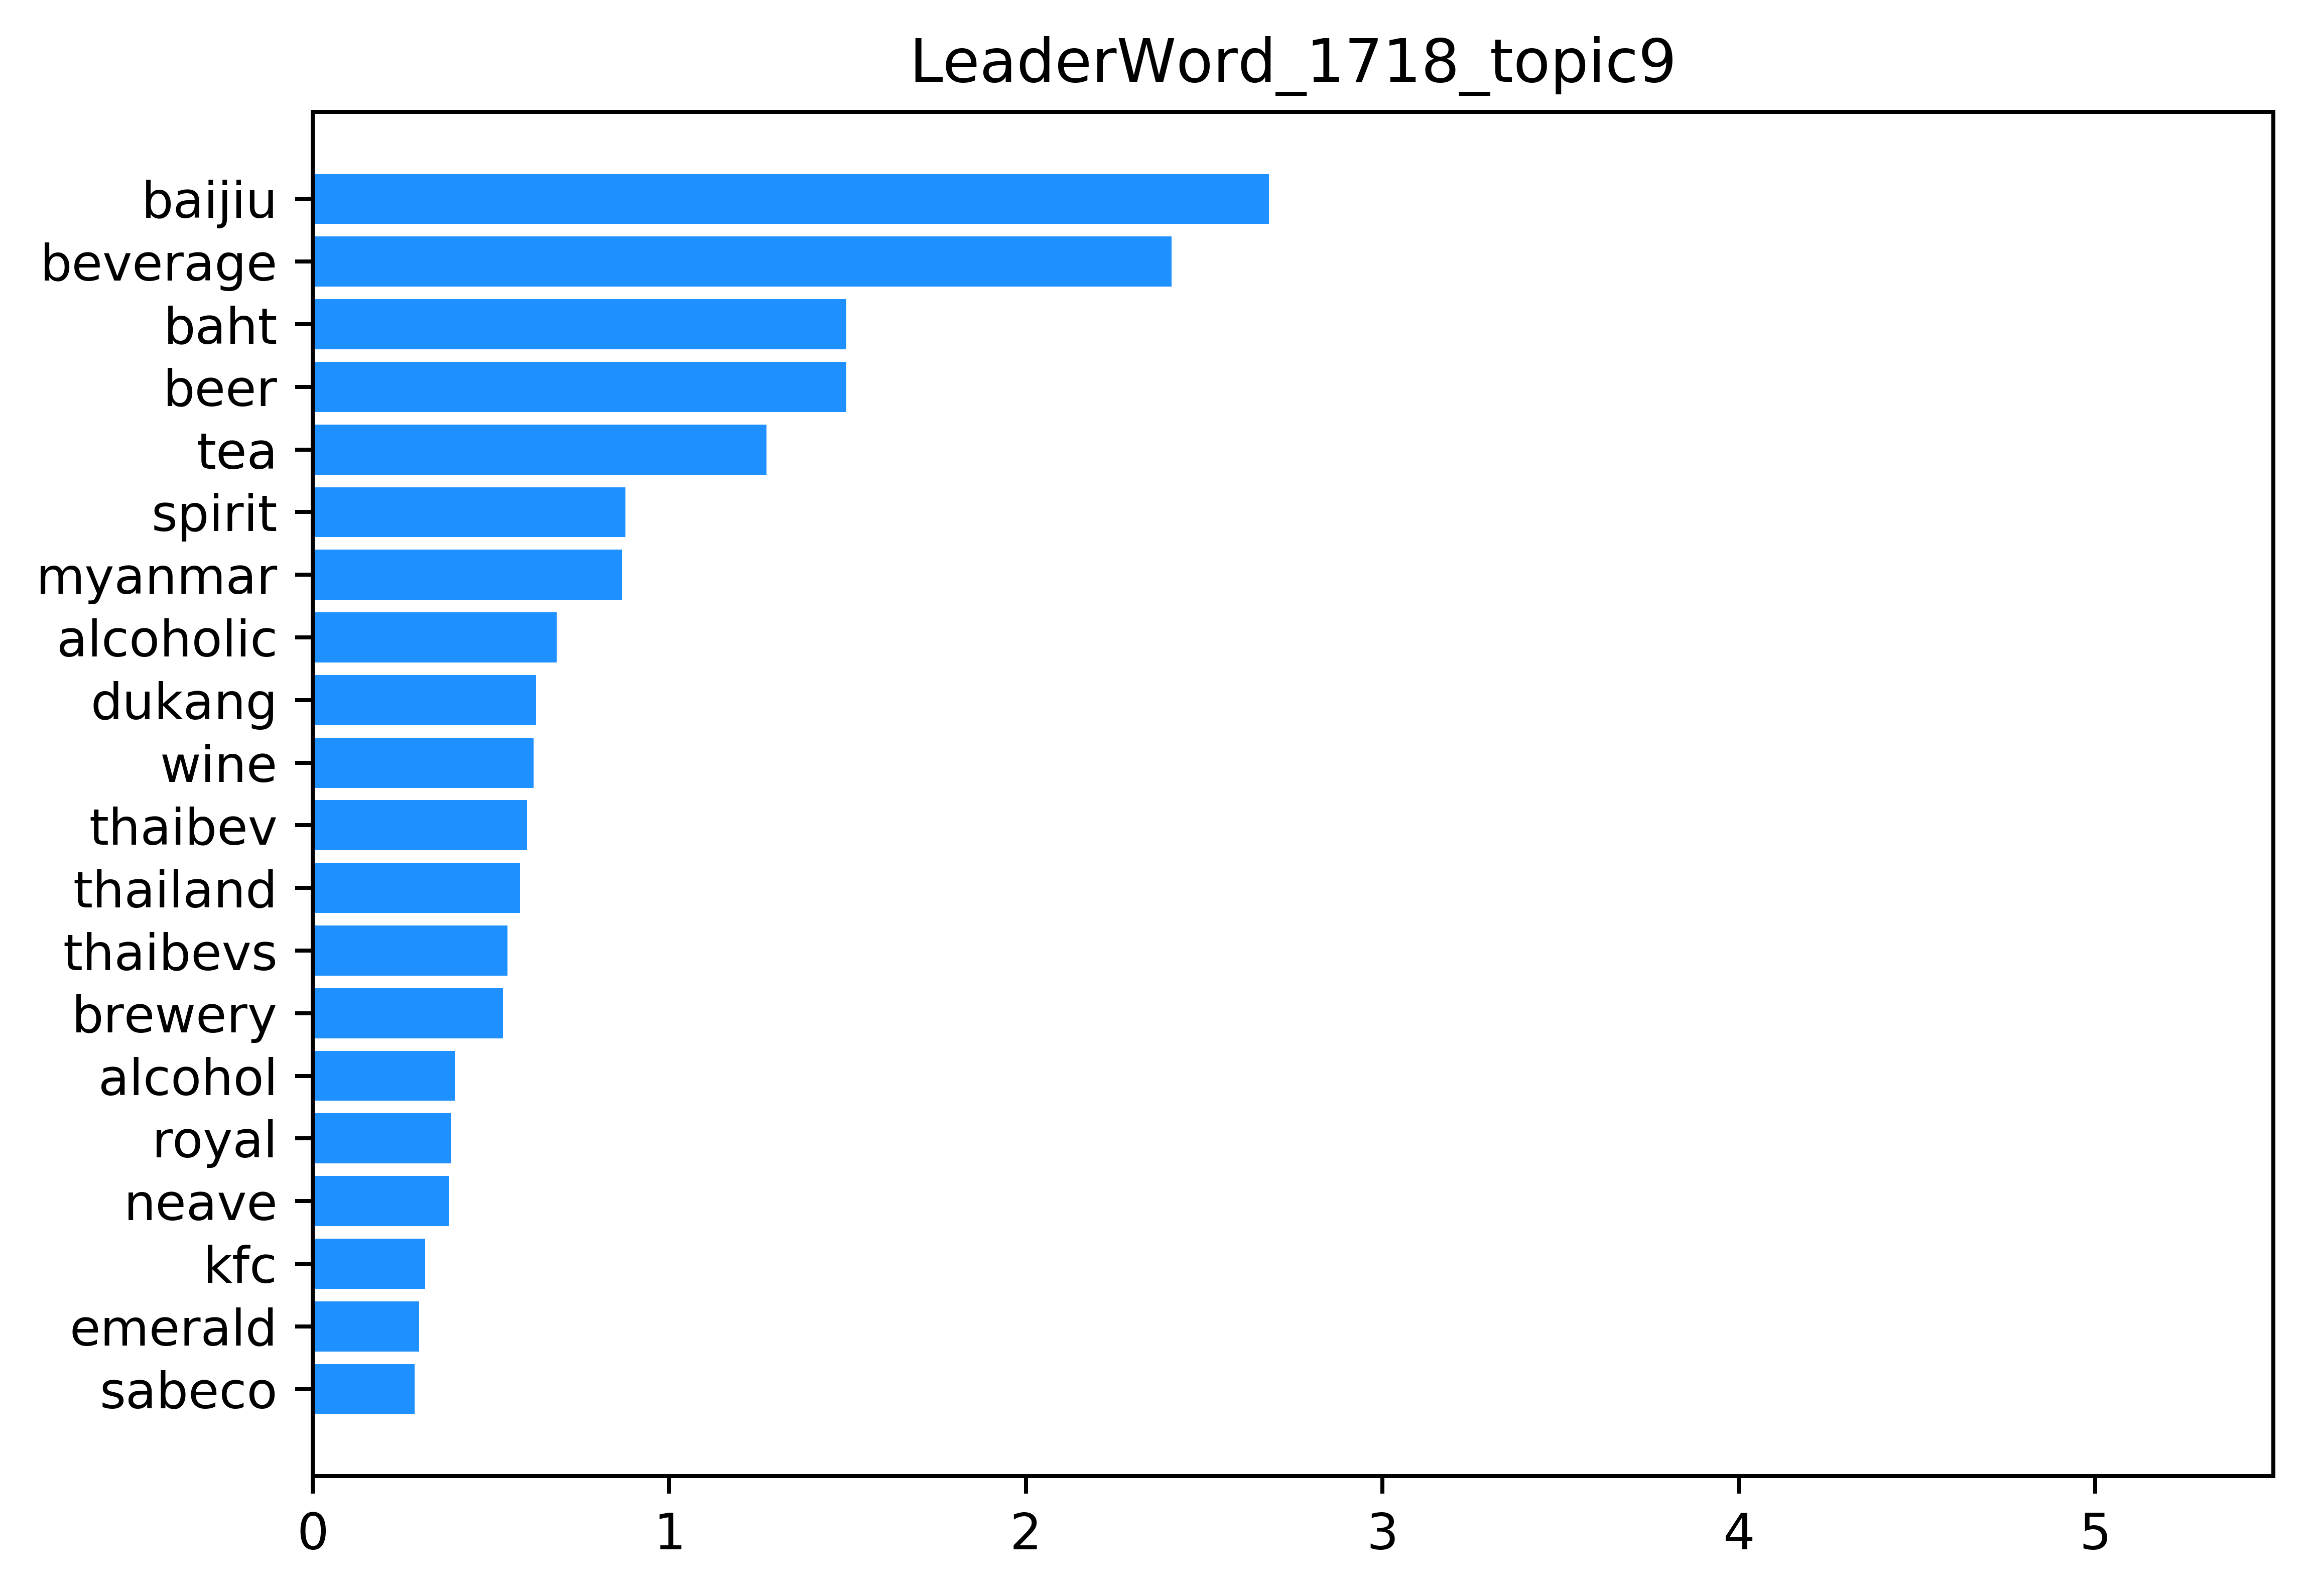 LeaderWord_1718_topic9
baijiu
beverage
baht
beer
tea
spirit
myanmar
alcoholic
dukang
wine
thaibev
thailand
thaibevs
brewery
alcohol
royal
neave
kfc
emerald
sabeco
0 1 2 3 4 5